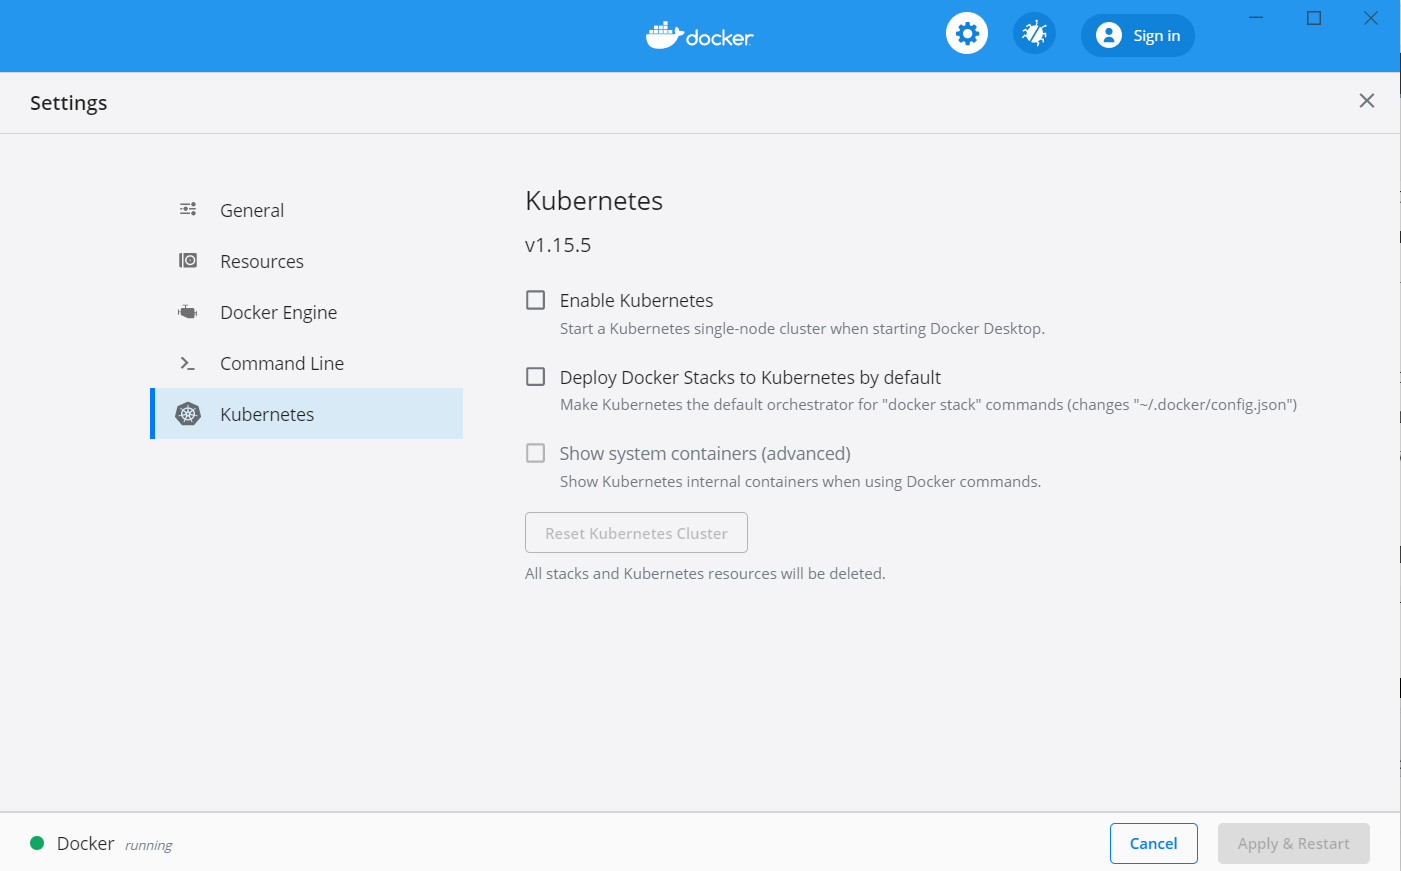 docker
Sign in
Settings
General
Resources
Docker Engine
Command Line
Kubernetes
Kubernetes
v1.15.5
Enable Kubernetes
Start a Kubernetes single-node cluster when starting Docker Desktop.
Deploy Docker Stacks to Kubernetes by default
Make Kubernetes the default orchestrator for "docker stack" commands (changes "~/.docker/config.json")
Show system containers (advanced)
Show Kubernetes internal containers when using Docker commands.
Reset Kubernetes Cluster
All stacks and Kubernetes resources will be deleted.
Docker running
Cancel
Apply & Restart